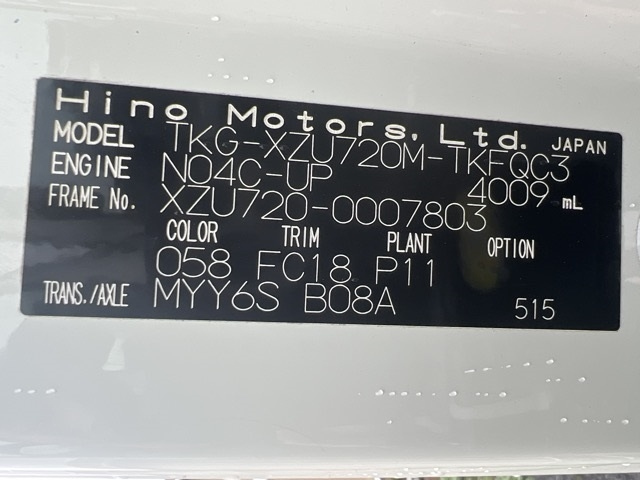 Hino Motors, Ltd. JAPAN
MODEL TKG-XZU720M-TKFQC3
ENGINE N04C-UP 4009 mL
FRAME No. XZU720-0007803
COLOR TRIM PLANT OPTION
058 FC18 P11
TRANS./AXLE MYY6S B08A 515